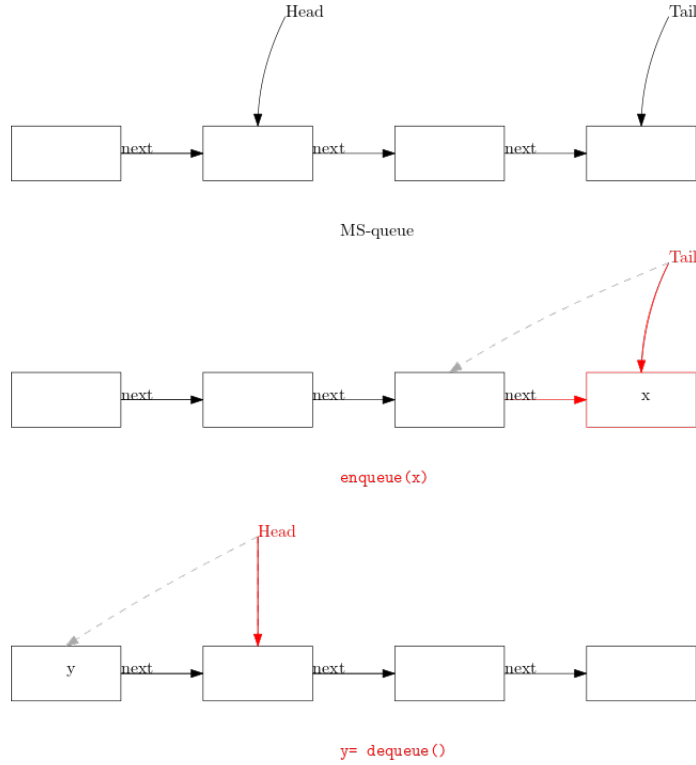 Head
Tail
next
next
next
MS-queue
Tail
next
next
next
x
enqueue(x)
Head
y
next
next
next
y= dequeue()